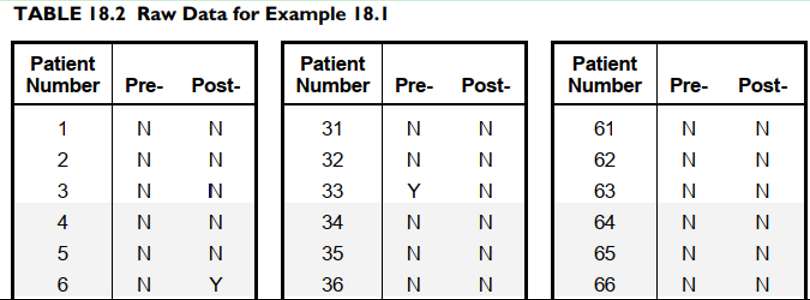 TABLE 18.2 Raw Data for Example 18.1
Patient Number Pre- Post- Patient Number Pre- Post- Patient Number Pre- Post-
1 N N 31 N N 61 N N
2 N N 32 N N 62 N N
3 N N 33 Y N 63 N N
4 N N 34 N N 64 N N
5 N N 35 N N 65 N N
6 N Y 36 N N 66 N N